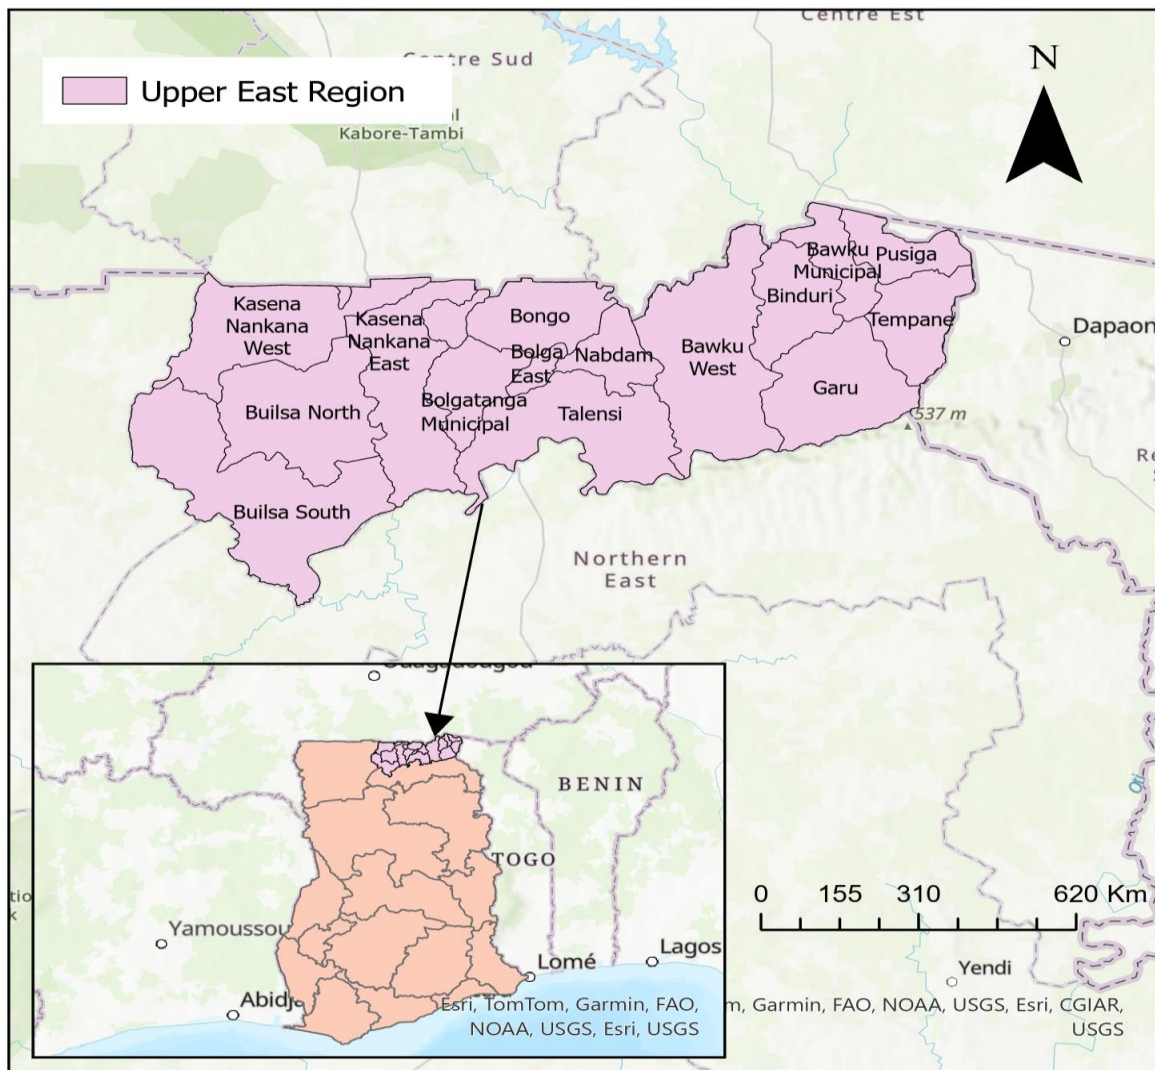 Centre Est
Centre Sud
N
Upper East Region
Kabore-Tambi
Bawku
Municipal
Pusiga
Binduri
Kasena
Nankana
West
Kasena
Nankana
East
Bongo
Tempane
Dapaon
Bolga
East
Nabdam
Bawku
West
Garu
Builsa North
Bolgatanga
Municipal
Talensi
537 m
Builsa South
Northern
East
Ouagadougou
BENIN
Oti
TOGO
0 155 310 620 Km
Yamoussou
Lagos
Lomé
Yendi
Abidja
Esri, TomTom, Garmin, FAO,
NOAA, USGS, Esri, USGS
m, Garmin, FAO, NOAA, USGS, Esri, CGIAR,
USGS